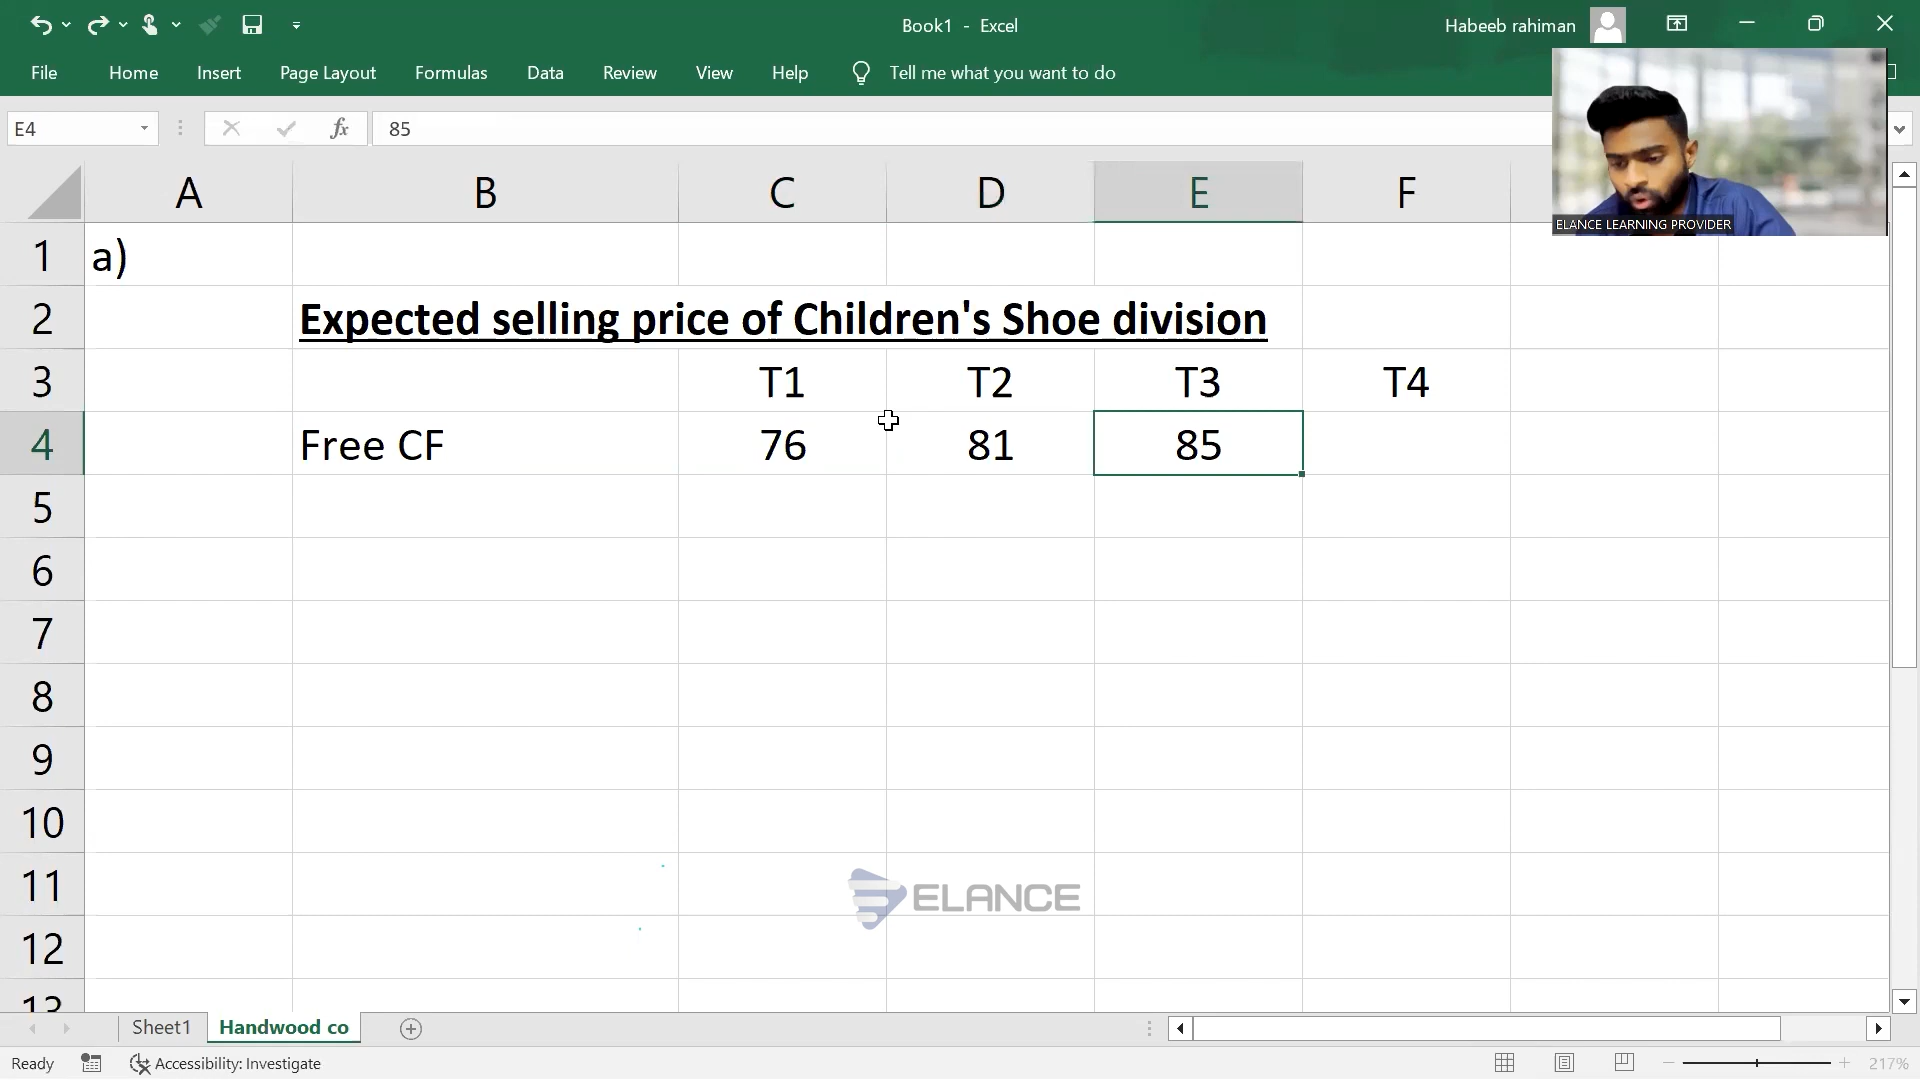 Book1 - Excel
Habeeb rahiman
File Home Insert Page Layout Formulas Data Review View Help Tell me what you want to do
E4 fx 85
A B C D E F
1 a)
2 Expected selling price of Children's Shoe division
3 T1 T2 T3 T4
4 Free CF 76 81 85
5
6
7
8
9
10
11
12
13
ELANCE LEARNING PROVIDER
ELANCE
Sheet1 Handwood co
Ready Accessibility: Investigate 217%